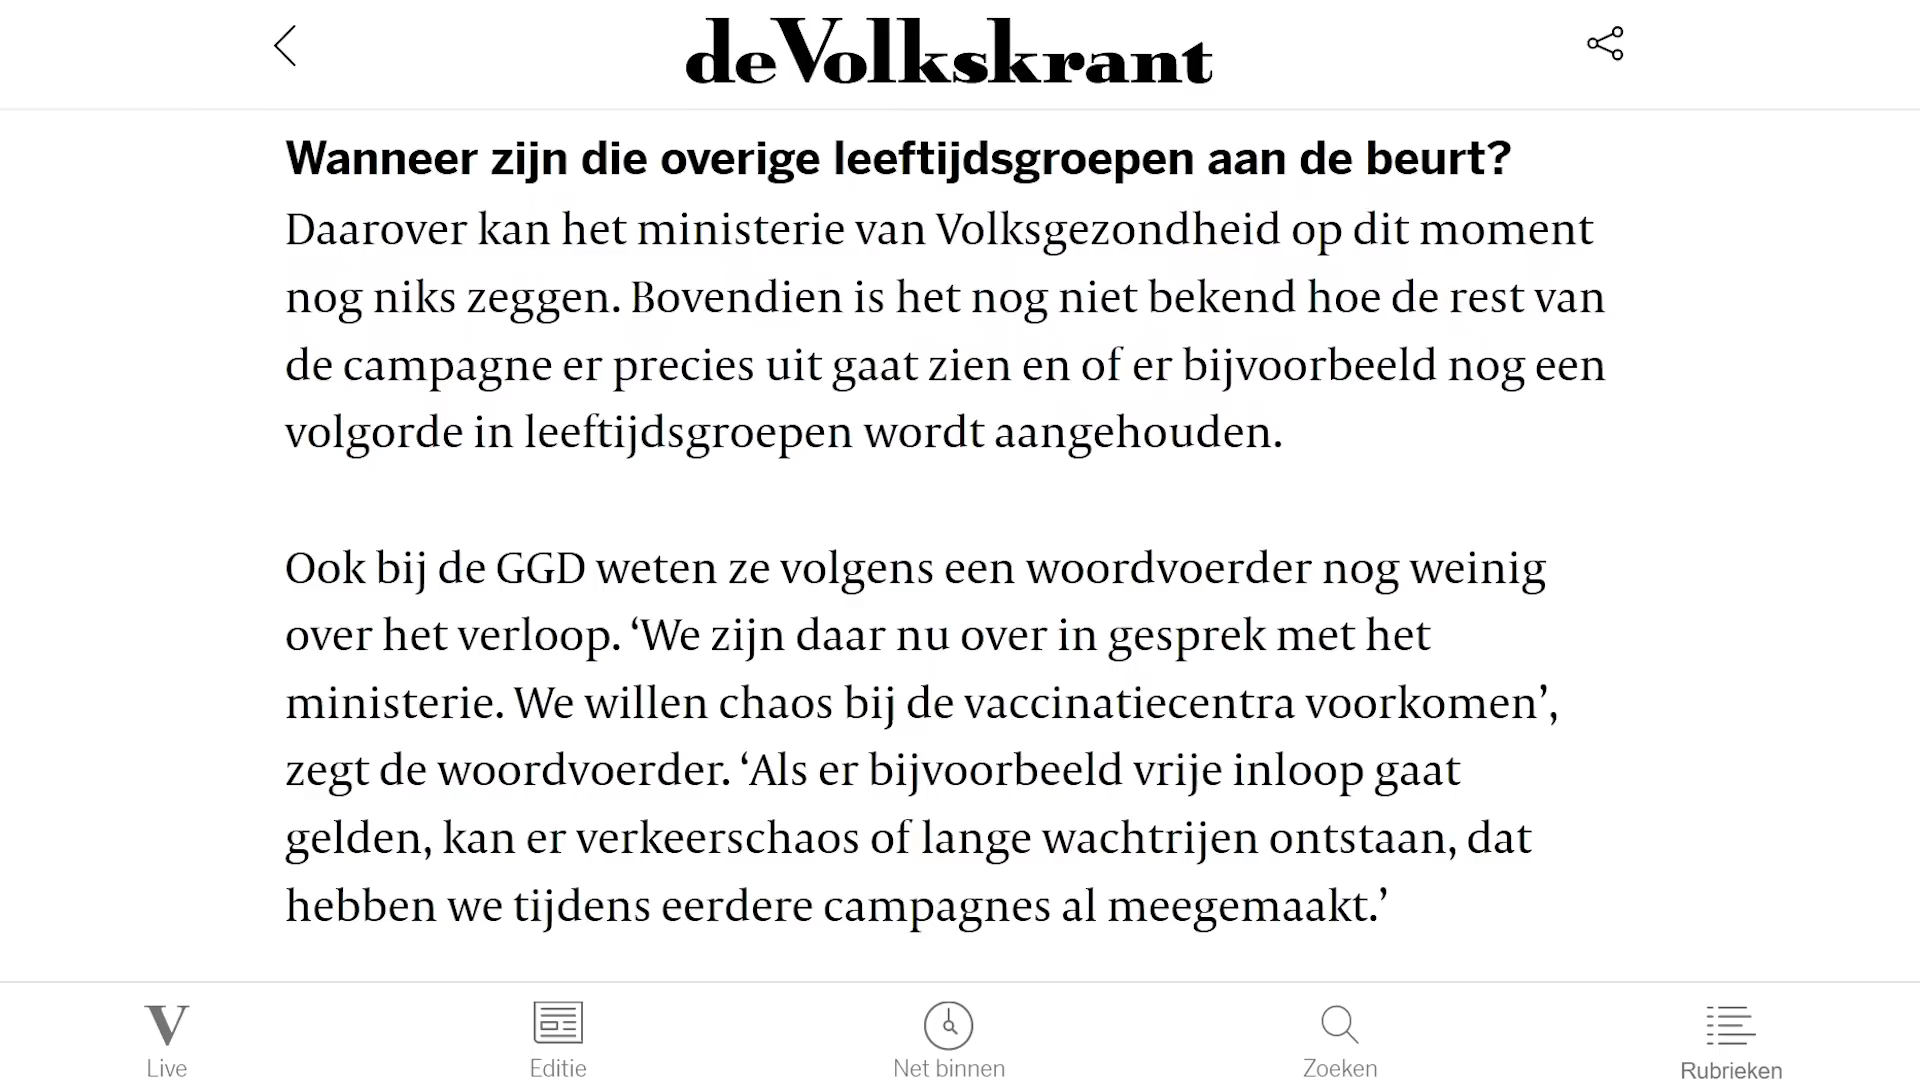 de Volkskrant
Wanneer zijn die overige leeftijdsgroepen aan de beurt?
Daarover kan het ministerie van Volksgezondheid op dit moment
nog niks zeggen. Bovendien is het nog niet bekend hoe de rest van
de campagne er precies uit gaat zien en of er bijvoorbeeld nog een
volgorde in leeftijdsgroepen wordt aangehouden.
Ook bij de GGD weten ze volgens een woordvoerder nog weinig
over het verloop. ‘We zijn daar nu over in gesprek met het
ministerie. We willen chaos bij de vaccinatiecentra voorkomen’,
zegt de woordvoerder. ‘Als er bijvoorbeeld vrije inloop gaat
gelden, kan er verkeerschaos of lange wachtrijen ontstaan, dat
hebben we tijdens eerdere campagnes al meegemaakt.’
V
Live Editie Net binnen Zoeken Rubrieken